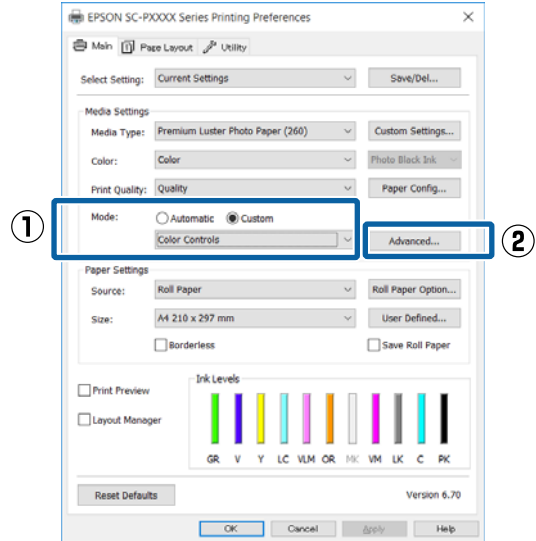 EPSON SC-PXXXX Series Printing Preferences
Main Page Layout Utility
Select Setting: Current Settings Save/Del...
Media Settings
Media Type: Premium Luster Photo Paper (260) Custom Settings...
Color: Color Photo Black Ink
Print Quality: Quality Paper Config...
① Mode: Automatic Custom
Color Controls Advanced... ②
Paper Settings
Source: Roll Paper Roll Paper Option...
Size: A4 210 x 297 mm User Defined...
Borderless Save Roll Paper
Print Preview
Layout Manager
Ink Levels
GR V Y LC VLM OR MK VM LK C PK
Reset Defaults Version 6.70
OK Cancel Apply Help